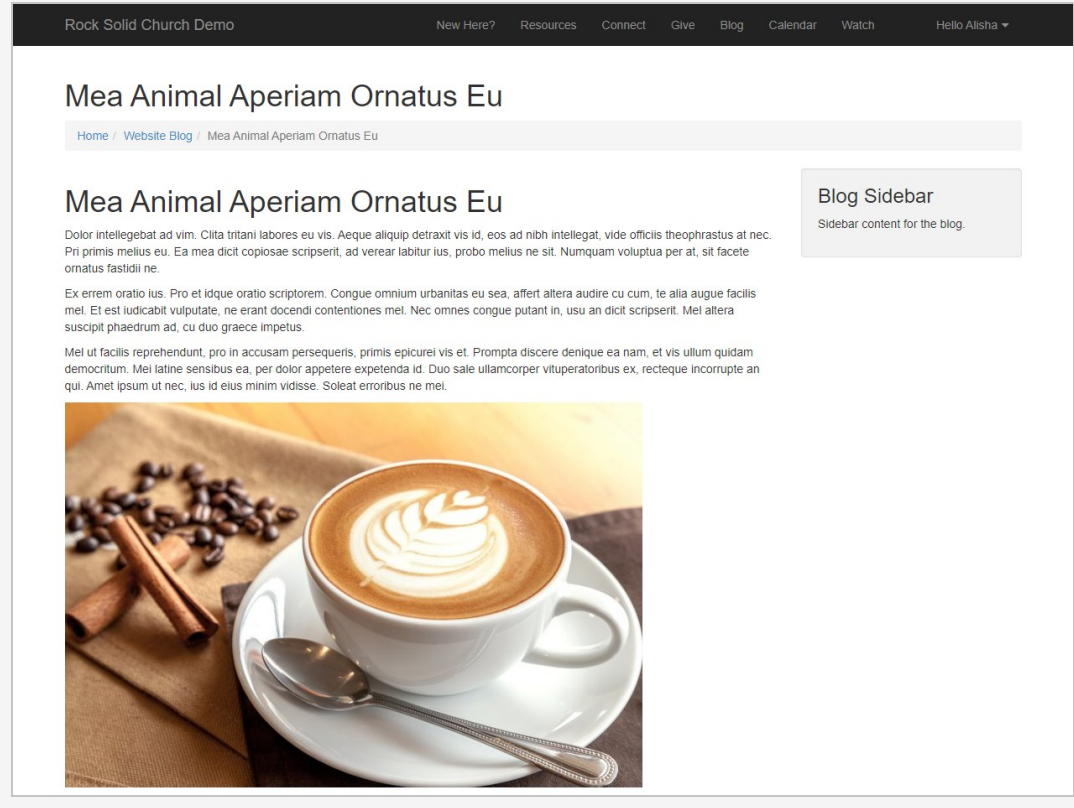 Rock Solid Church Demo New Here? Resources Connect Give Blog Calendar Watch Hello Alisha
Mea Animal Aperiam Ornatus Eu
Home / Website Blog / Mea Animal Aperiam Ornatus Eu
Mea Animal Aperiam Ornatus Eu
Dolor intellegebat ad vim. Clita tritani labores eu vis. Aeque aliquip detraxit vis id, eos ad nibh intellegat, vide officiis theophrastus at nec.
Pri primis melius eu. Ea mea dicit copiosae scripserit, ad verear labitur ius, probo melius ne sit. Numquam voluptua per at, sit facete
ornatus fastidii ne.
Ex errem oratio ius. Pro et idque oratio scriptorem. Congue omnium urbanitas eu sea, affert altera audire cu cum, te alia augue facilis
mel. Et est iudicabit vulputate, ne erant docendi contentiones mel. Nec omnes congue putant in, usu an dicit scripserit. Mel altera
suscipit phaedrum ad, cu duo graece impetus.
Mel ut facilis reprehendunt, pro in accusam persequeris, primis epicurei vis et. Prompta discere denique ea nam, et vis ullum quidam
democritum. Mei latine sensibus ea, per dolor appetere expetenda id. Duo sale ullamcorper vituperatoribus ex, recteque incorrupte an
qui. Amet ipsum ut nec, ius id eius minim vidisse. Soleat erroribus ne mei.
Blog Sidebar
Sidebar content for the blog.